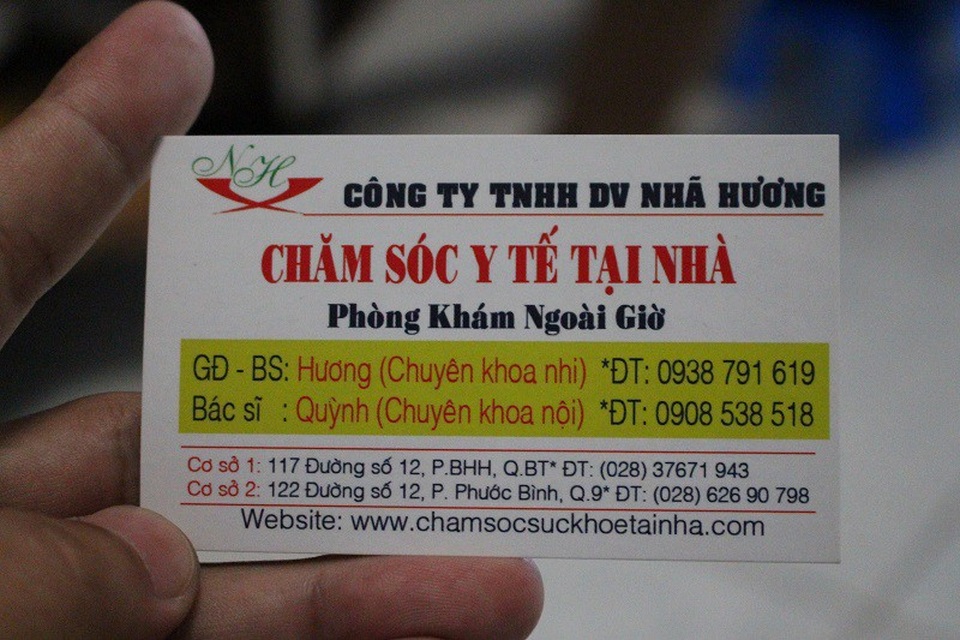 NH
CÔNG TY TNHH DV NHÃ HƯƠNG
CHĂM SÓC Y TẾ TẠI NHÀ
Phòng Khám Ngoài Giờ
GĐ - BS: Hương (Chuyên khoa nhi) *ĐT: 0938 791 619
Bác sĩ : Quỳnh (Chuyên khoa nội) *ĐT: 0908 538 518
Cơ sở 1: 117 Đường số 12, P.BHH, Q.BT* ĐT: (028) 37671 943
Cơ sở 2: 122 Đường số 12, P. Phước Bình, Q.9* ĐT: (028) 626 90 798
Website: www.chamsocsuckhoetainha.com